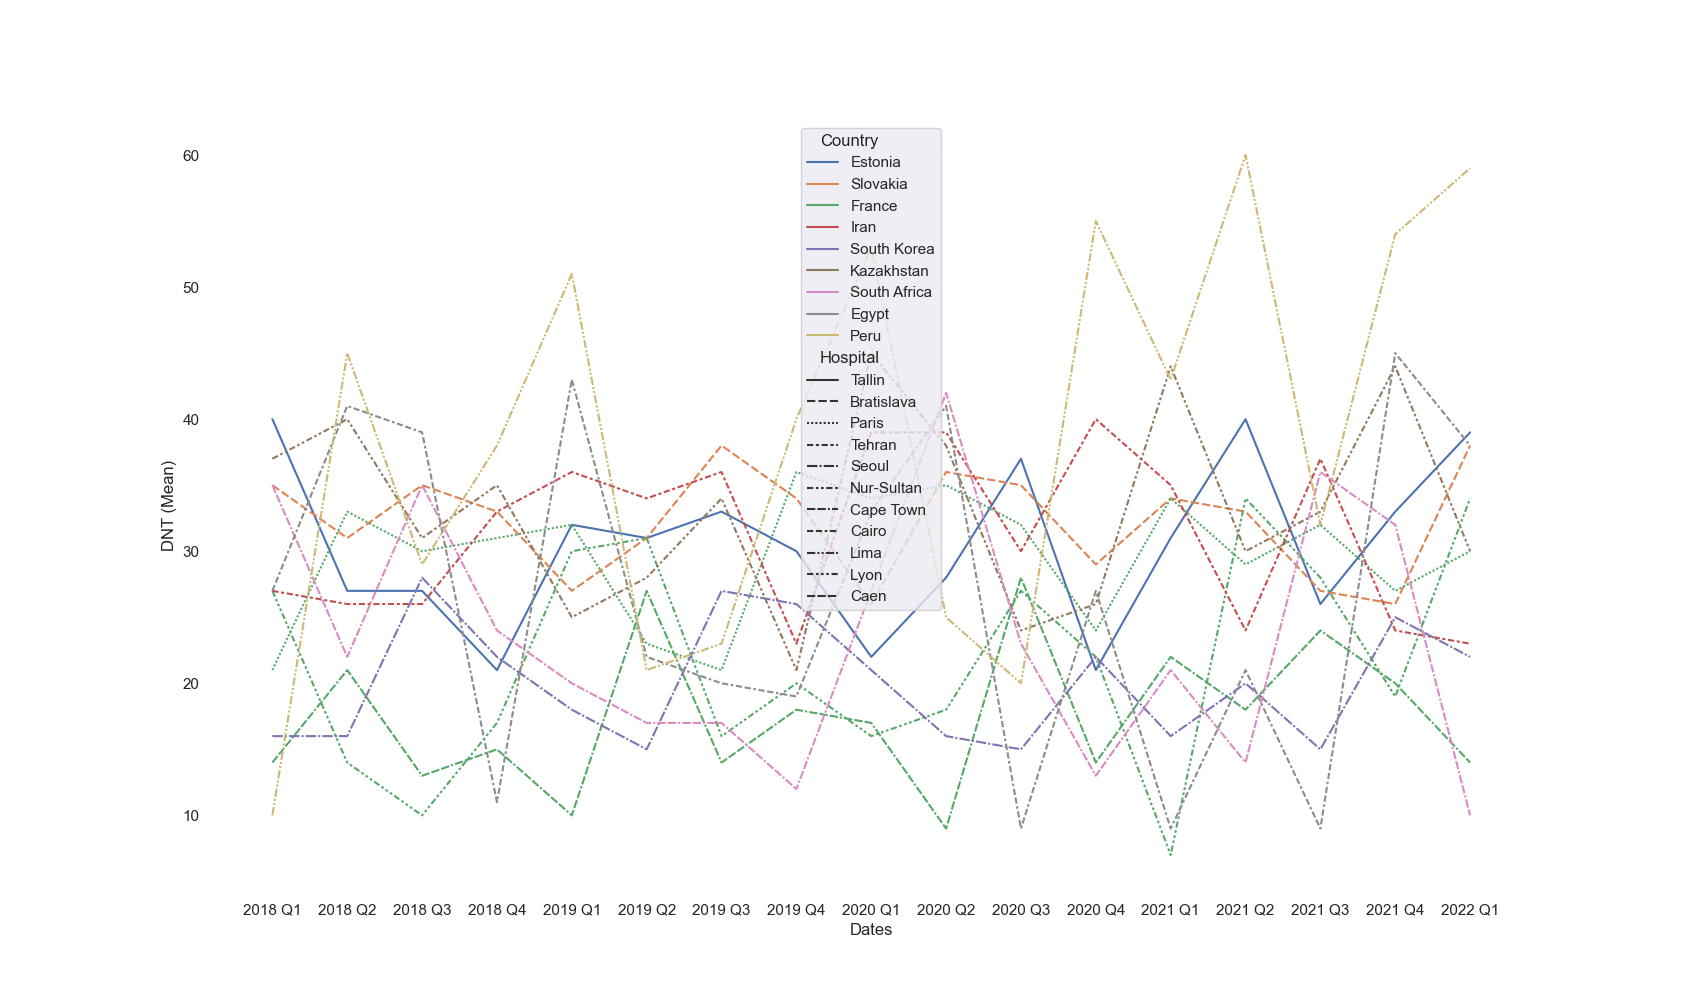 Country
Estonia
Slovakia
France
Iran
South Korea
Kazakhstan
South Africa
Egypt
Peru
Hospital
Tallin
Bratislava
Paris
Tehran
Seoul
Nur-Sultan
Cape Town
Cairo
Lima
Lyon
Caen
60
50
40
30
20
10
DNT (Mean)
2018 Q1 2018 Q2 2018 Q3 2018 Q4 2019 Q1 2019 Q2 2019 Q3 2019 Q4 2020 Q1 2020 Q2 2020 Q3 2020 Q4 2021 Q1 2021 Q2 2021 Q3 2021 Q4 2022 Q1
Dates